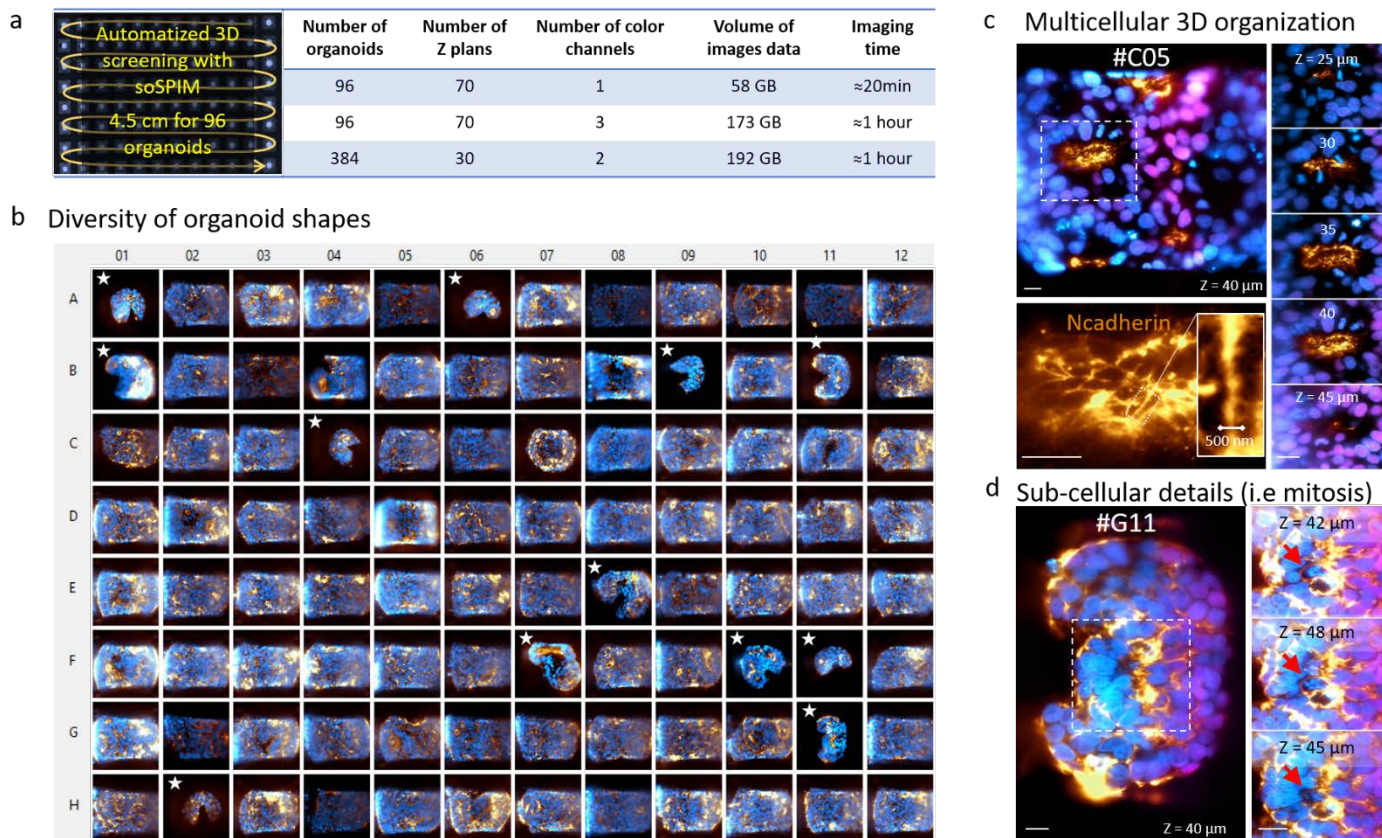 a
Automatized 3D
screening with
soSPIM
4.5 cm for 96
organoids
Number of organoids Number of Z plans Number of color channels Volume of images data Imaging time
96 70 1 58 GB ≈20min
96 70 3 173 GB ≈1 hour
384 30 2 192 GB ≈1 hour
b Diversity of organoid shapes
01 02 03 04 05 06 07 08 09 10 11 12
A
B
C
D
E
F
G
H
c Multicellular 3D organization
#C05
Z = 40 µm
Z = 25 µm
30
35
40
Z = 45 µm
Ncadherin
500 nm
d Sub-cellular details (i.e mitosis)
#G11
Z = 40 µm
Z = 42 µm
Z = 48 µm
Z = 45 µm